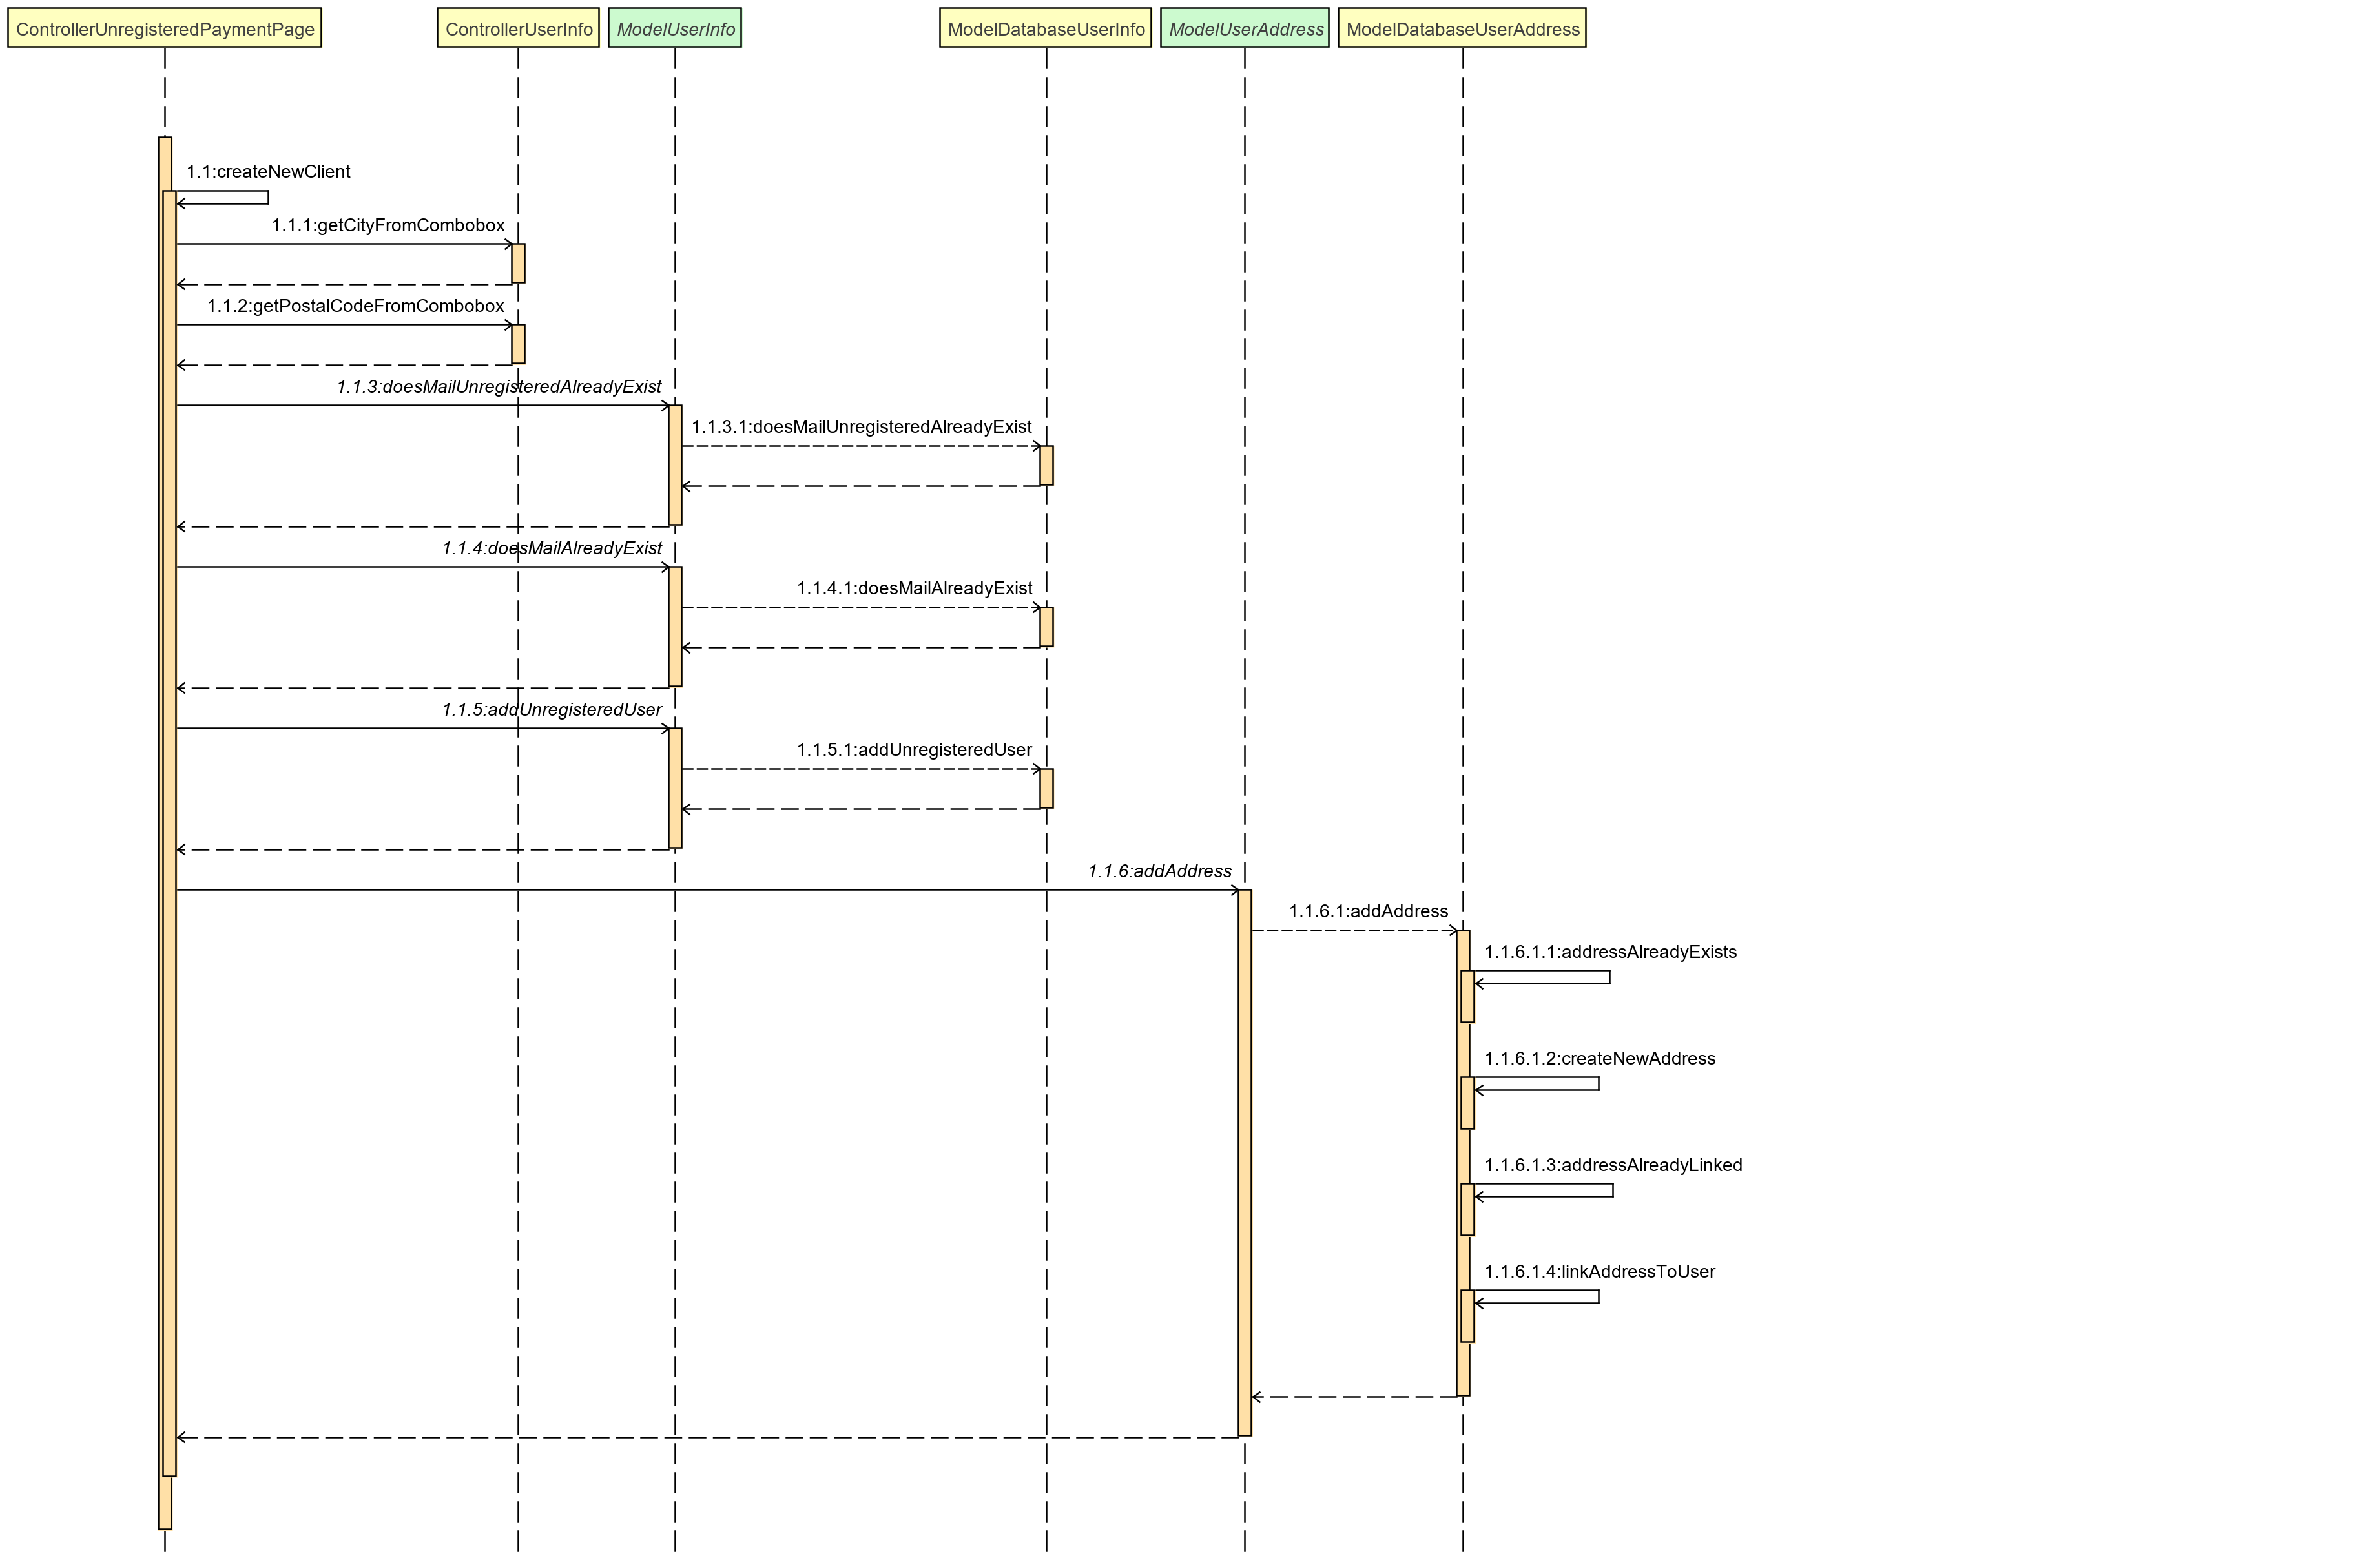 ControllerUnregisteredPaymentPage
ControllerUserInfo
ModelUserInfo
ModelDatabaseUserInfo
ModelUserAddress
ModelDatabaseUserAddress
1.1:createNewClient
1.1.1:getCityFromCombobox
1.1.2:getPostalCodeFromCombobox
1.1.3:doesMailUnregisteredAlreadyExist
1.1.3.1:doesMailUnregisteredAlreadyExist
1.1.4:doesMailAlreadyExist
1.1.4.1:doesMailAlreadyExist
1.1.5:addUnregisteredUser
1.1.5.1:addUnregisteredUser
1.1.6:addAddress
1.1.6.1:addAddress
1.1.6.1.1:addressAlreadyExists
1.1.6.1.2:createNewAddress
1.1.6.1.3:addressAlreadyLinked
1.1.6.1.4:linkAddressToUser